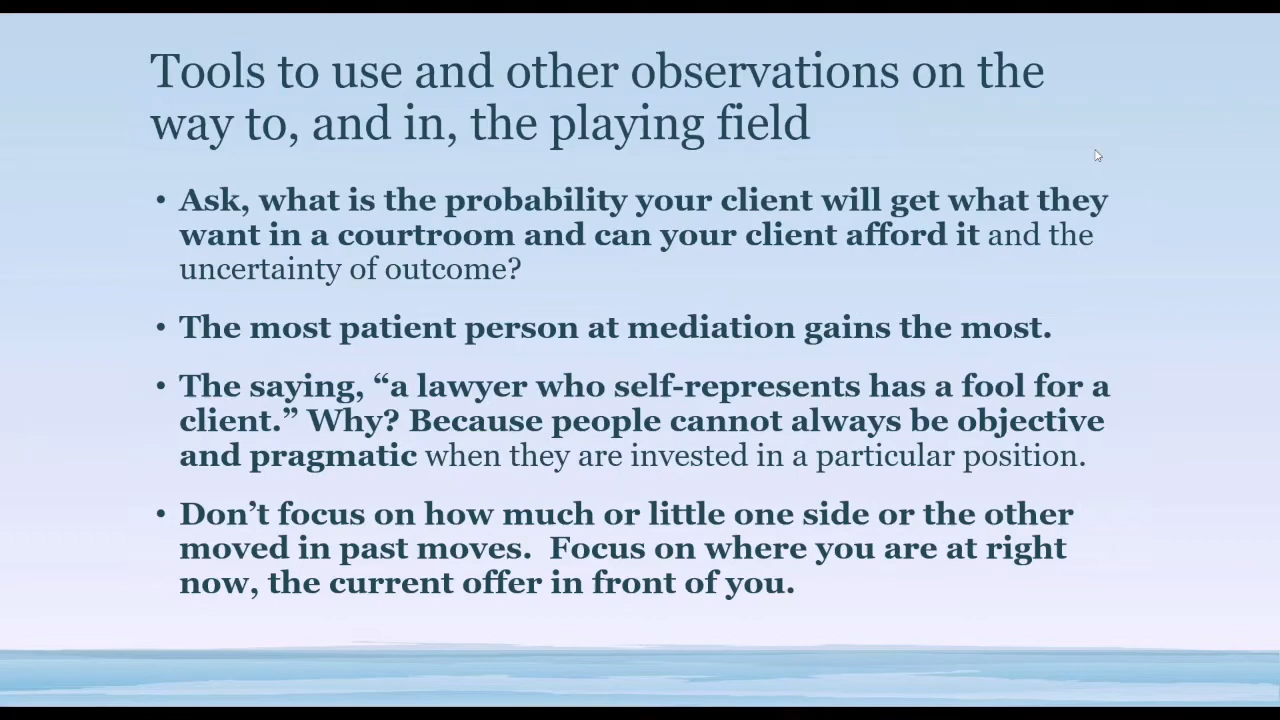 Tools to use and other observations on the
way to, and in, the playing field
• Ask, what is the probability your client will get what they
want in a courtroom and can your client afford it and the
uncertainty of outcome?
• The most patient person at mediation gains the most.
• The saying, “a lawyer who self-represents has a fool for a
client.” Why? Because people cannot always be objective
and pragmatic when they are invested in a particular position.
• Don’t focus on how much or little one side or the other
moved in past moves.  Focus on where you are at right
now, the current offer in front of you.